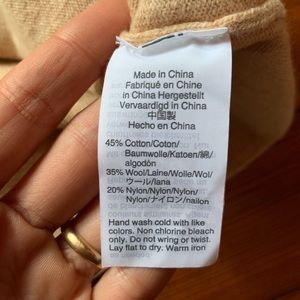 Made in China
Fabriqué en Chine
in China Hergestellt
Vervaardigd in China
中国製
Hecho en China
45% Cotton/Coton/
Baumwolle/Katoen/綿/
algodón
35% Wool/Laine/Wolle/Wol/
ウール/lana
20% Nylon/Nylon/Nylon/
Nylon/ナイロン/nailon
Hand wash cold with like
colors. Non chlorine bleach
only. Do not wring or twist.
Lay flat to dry. Warm iron